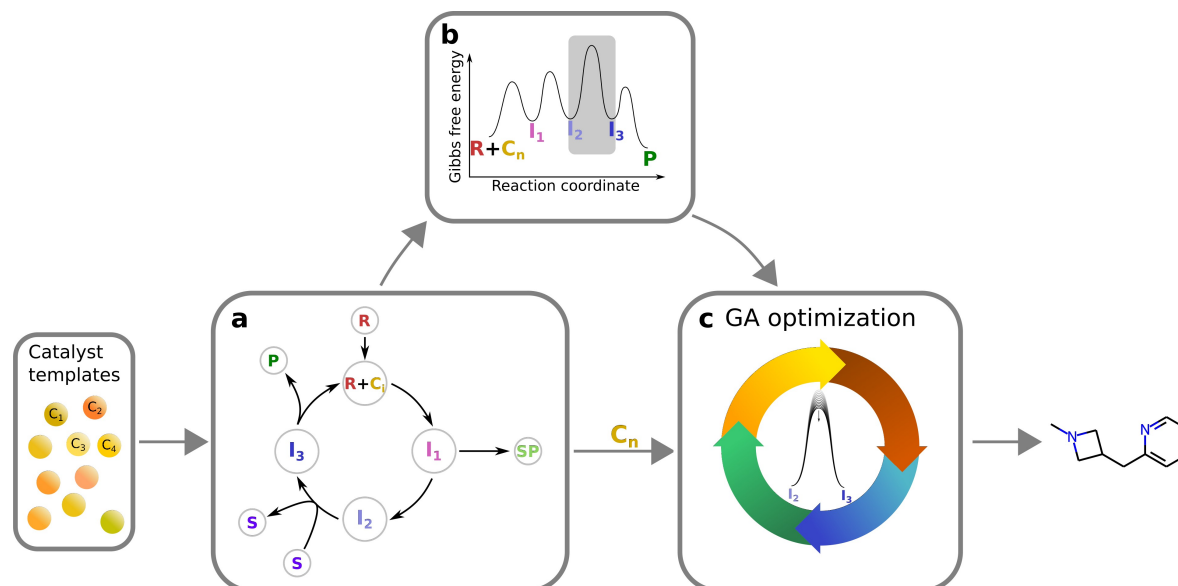 b
Gibbs free energy
R+Cn
I1
I2
I3
P
Reaction coordinate
Catalyst
templates
C1
C2
C3
C4
a
R
P
R+Ci
I3
I1
SP
I2
S
S
Cn
c GA optimization
I2
I3
N
N